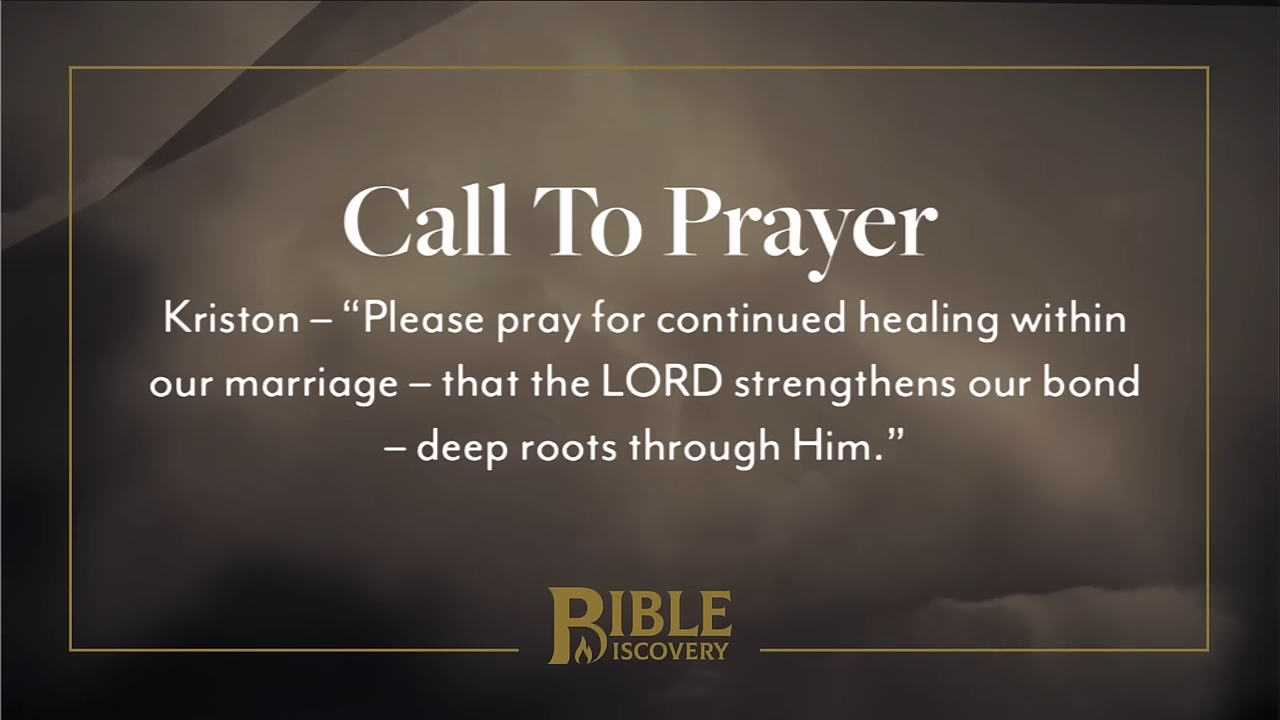 Call To Prayer
Kriston – “Please pray for continued healing within
our marriage – that the LORD strengthens our bond
– deep roots through Him.”
BIBLE
DISCOVERY